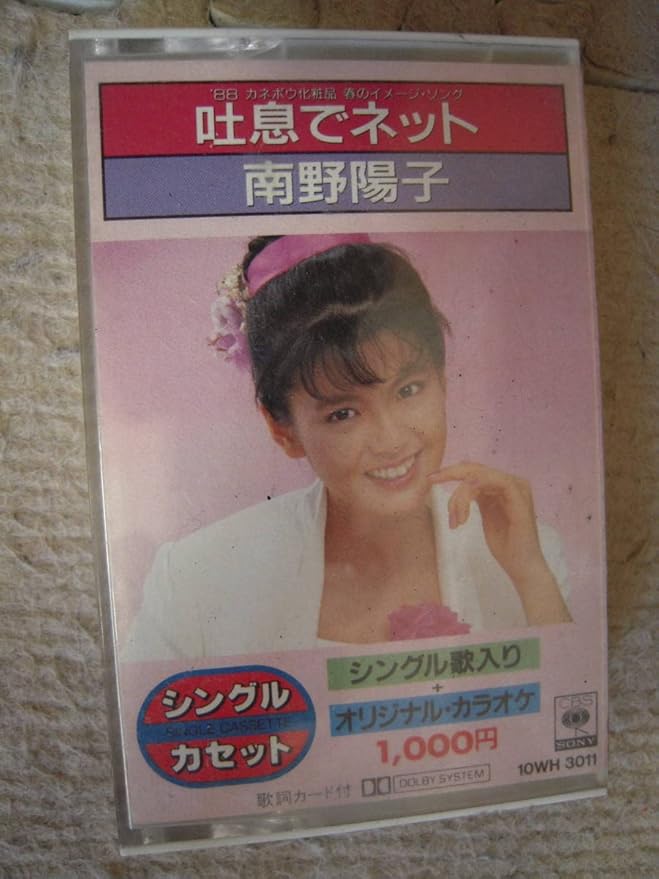 '88 カネボウ化粧品 春のイメージ・ソング
吐息でネット
南野陽子
シングル
SINGLE CASSETTE
カセット
シングル歌入り
+
オリジナル・カラオケ
1,000円
歌詞カード付
DOLBY SYSTEM
CBS
SONY
10WH 3011